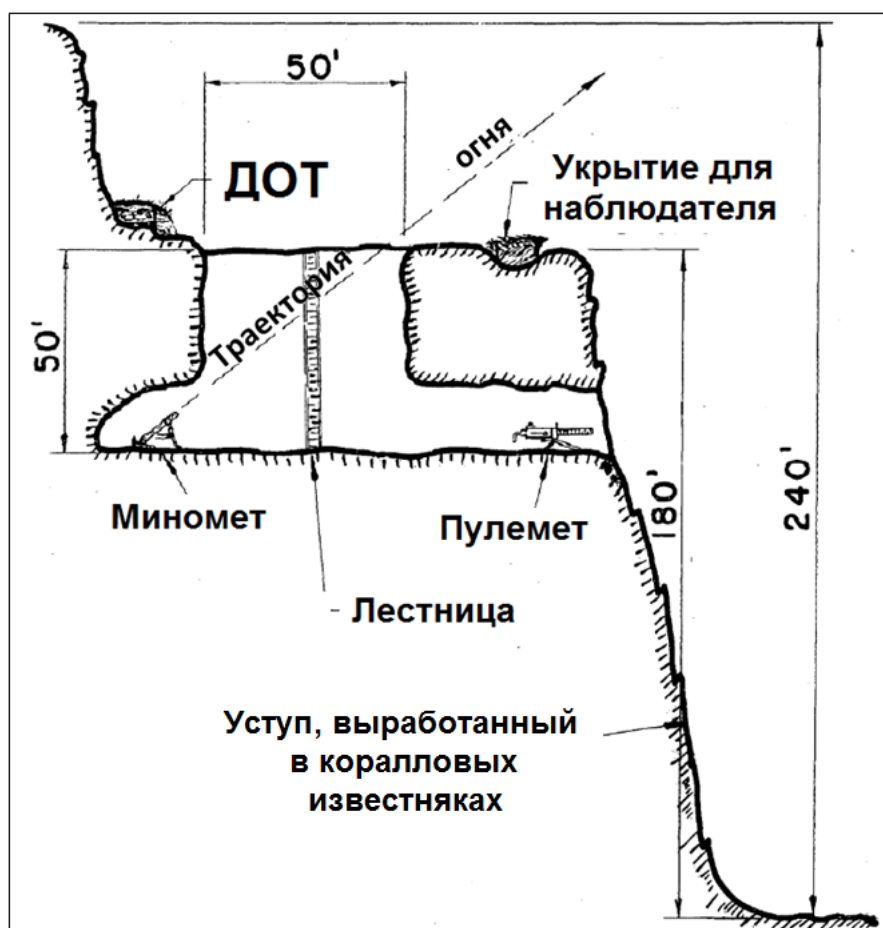 50'
огня
ДОТ
Укрытие для
наблюдателя
Траектория
50'
Миномет
Пулемет
180'
240'
Лестница
Уступ, выработанный
в коралловых
известняках